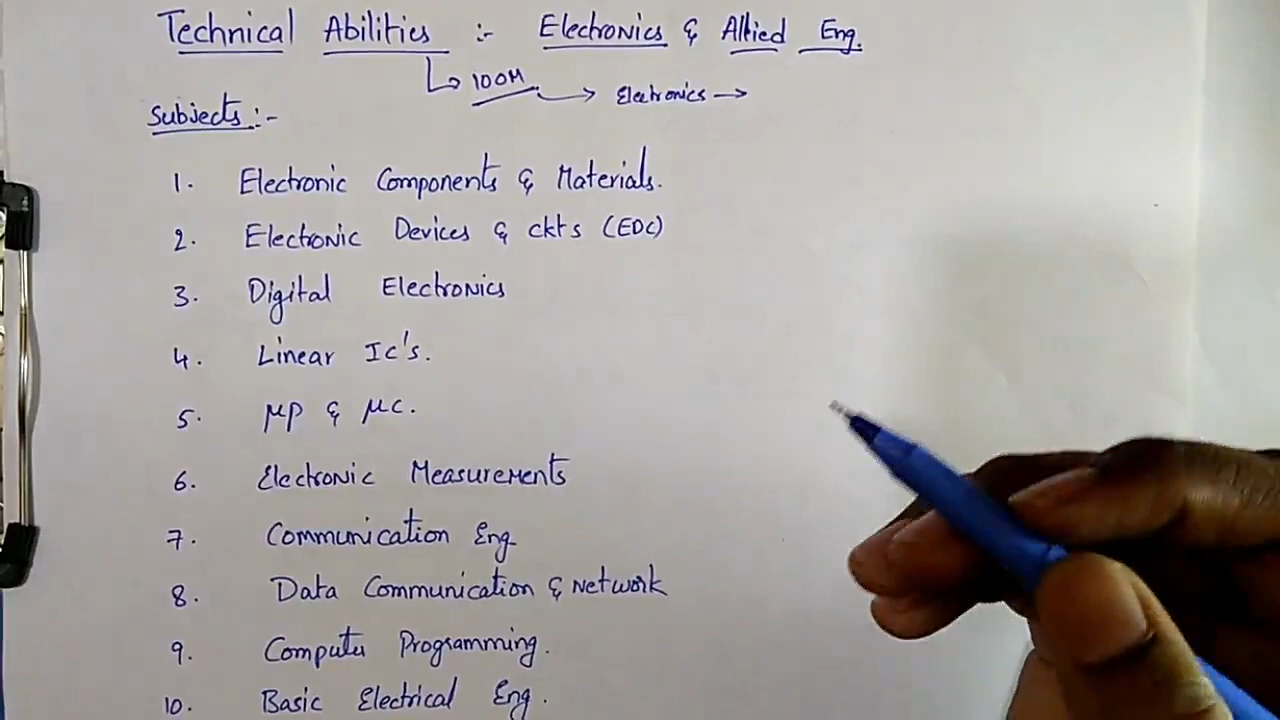 Technical Abilities :- Electronics & Allied Eng.
↳ 100M → Electronics →
Subjects :-
1. Electronic Components & Materials.
2. Electronic Devices & ckts (EDC)
3. Digital Electronics
4. Linear Ic's.
5. μp & μc.
6. Electronic Measurements
7. Communication Eng
8. Data Communication & Network
9. Computer Programming.
10. Basic Electrical Eng.